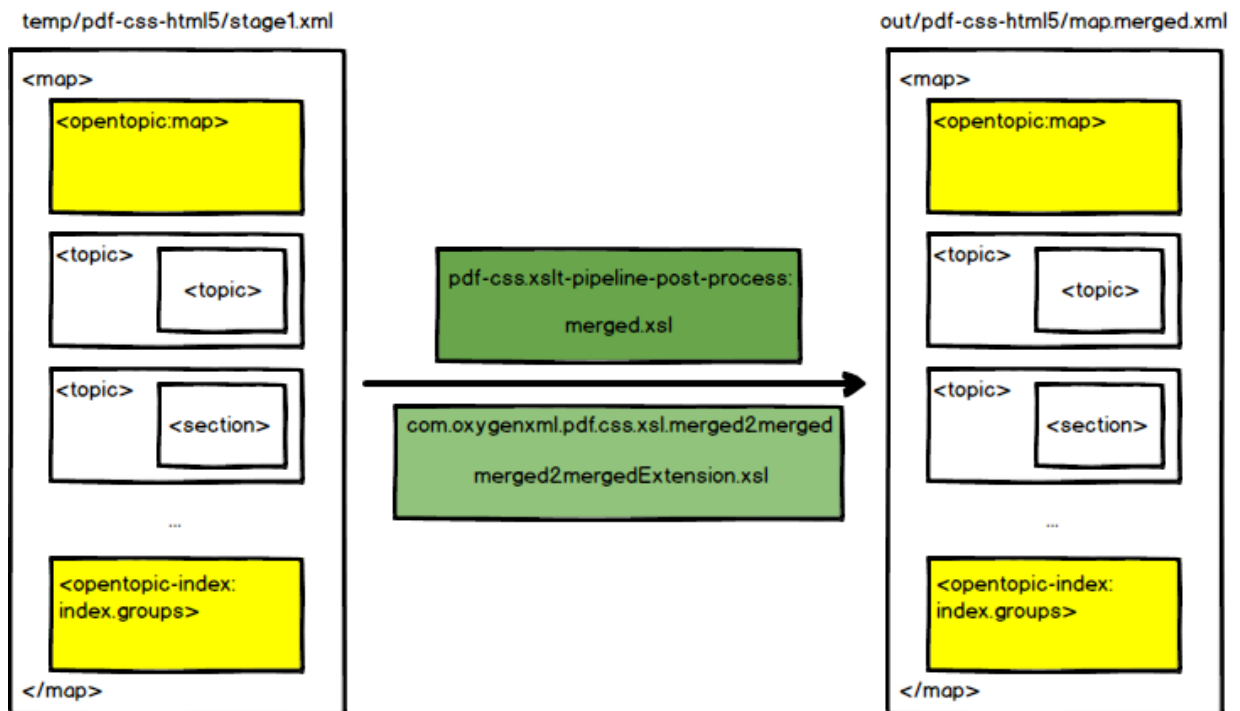 temp/pdf-css-html5/stage1.xml
<map>
<opentopic:map>
<topic>
<topic>
<topic>
<section>
...
<opentopic-index:
index.groups>
</map>
pdf-css.xslt-pipeline-post-process:
merged.xsl
com.oxygenxml.pdf.css.xsl.merged2merged
merged2mergedExtension.xsl
out/pdf-css-html5/map.merged.xml
<map>
<opentopic:map>
<topic>
<topic>
<topic>
<section>
...
<opentopic-index:
index.groups>
</map>